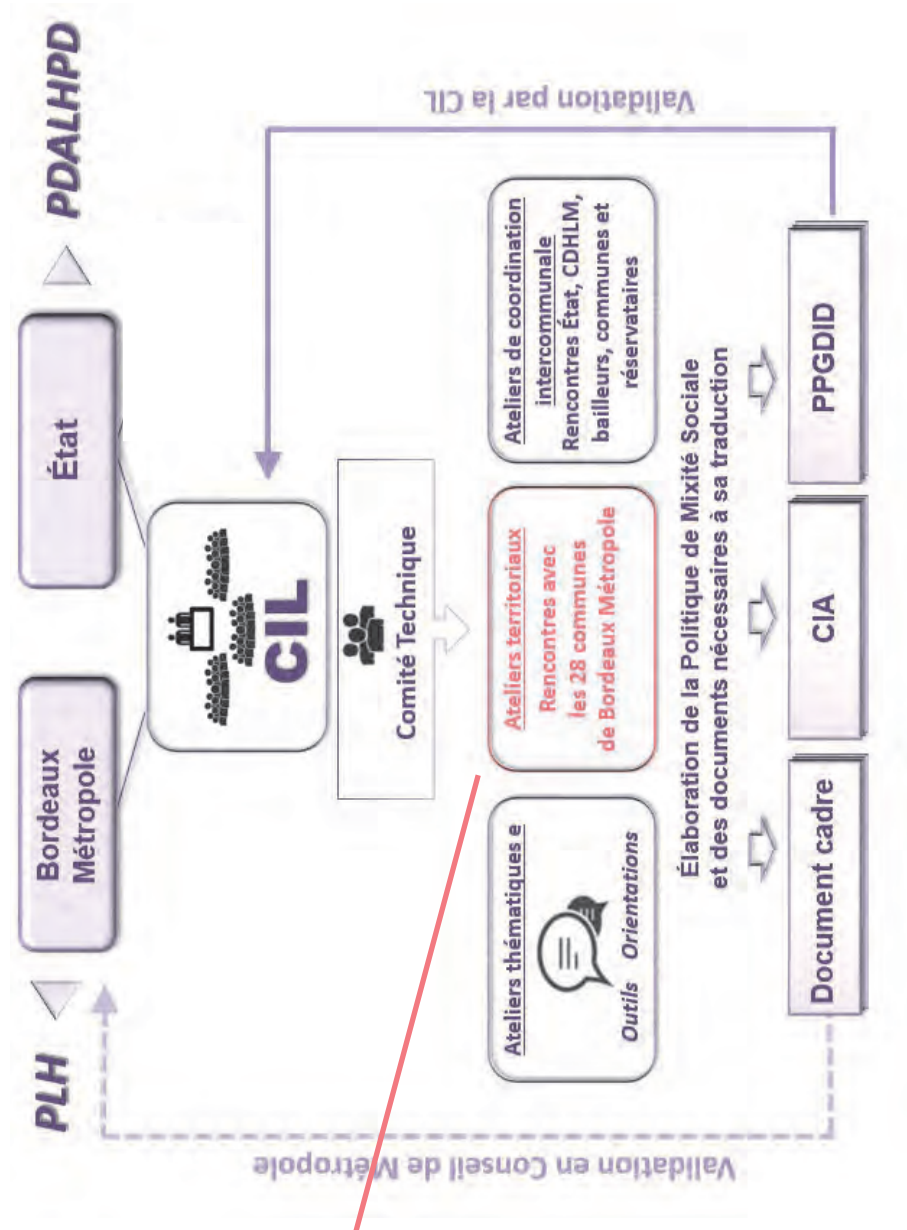 PLH
PDALHPD
Bordeaux
Métropole
État
CIL
Comité Technique
Ateliers thématiques e
Outils Orientations
Ateliers territoriaux
Rencontres avec
les 28 communes
de Bordeaux Métropole
Ateliers de coordination
intercommunale
Rencontres État, CDHLM,
bailleurs, communes et
réservataires
Élaboration de la Politique de Mixité Sociale
et des documents nécessaires à sa traduction
Document cadre
CIA
PPGDID
Validation en Conseil de Métropole
Validation par la CIL